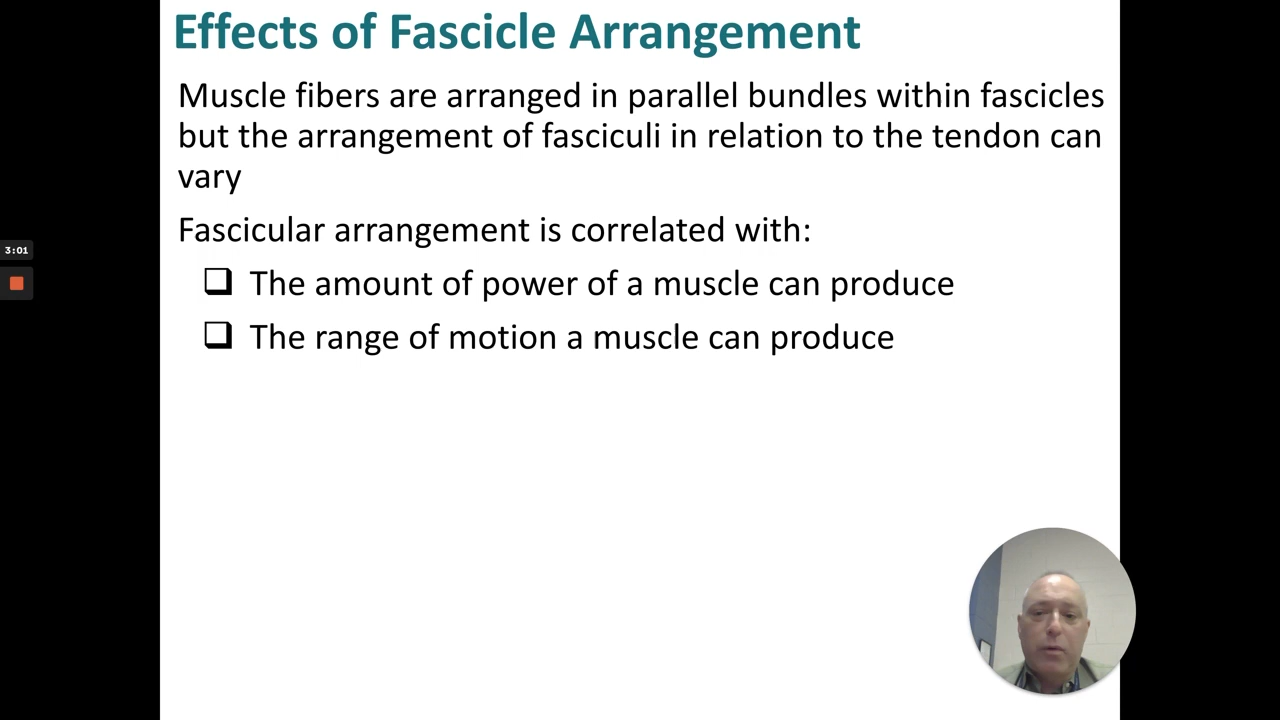 Effects of Fascicle Arrangement
Muscle fibers are arranged in parallel bundles within fascicles
but the arrangement of fasciculi in relation to the tendon can
vary
Fascicular arrangement is correlated with:
The amount of power of a muscle can produce
The range of motion a muscle can produce
3:01